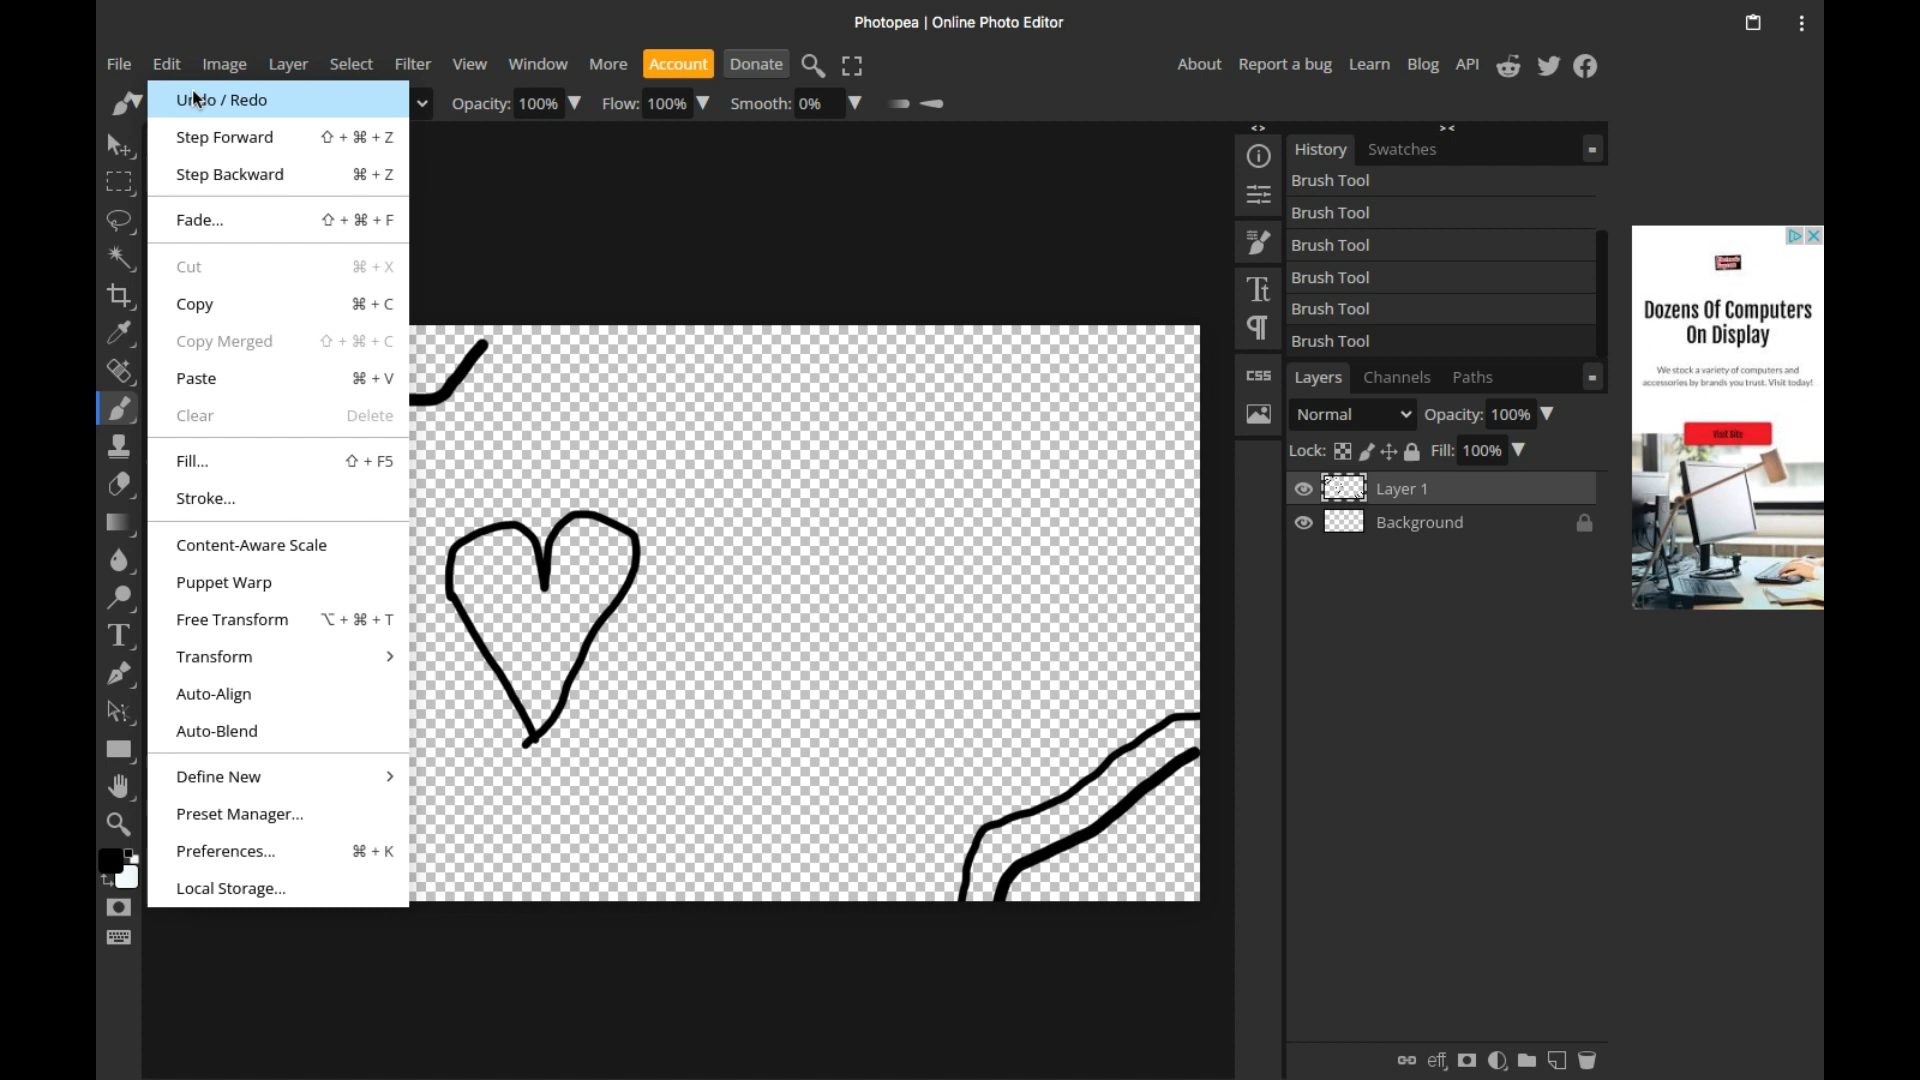 Photopea | Online Photo Editor
File Edit Image Layer Select Filter View Window More Account Donate
About Report a bug Learn Blog API
Opacity: 100% Flow: 100% Smooth: 0%
Undo / Redo
Step Forward ⇧ + ⌘ + Z
Step Backward ⌘ + Z
Fade... ⇧ + ⌘ + F
Cut ⌘ + X
Copy ⌘ + C
Copy Merged ⇧ + ⌘ + C
Paste ⌘ + V
Clear Delete
Fill... ⇧ + F5
Stroke...
Content-Aware Scale
Puppet Warp
Free Transform ⌥ + ⌘ + T
Transform
Auto-Align
Auto-Blend
Define New
Preset Manager...
Preferences... ⌘ + K
Local Storage...
CSS
History Swatches
Brush Tool
Brush Tool
Brush Tool
Brush Tool
Brush Tool
Brush Tool
Layers Channels Paths
Normal Opacity: 100%
Lock: Fill: 100%
Layer 1
Background
eff
Dozens Of Computers
On Display
We stock a variety of computers and
accessories by brands you trust. Visit today!
Visit Site